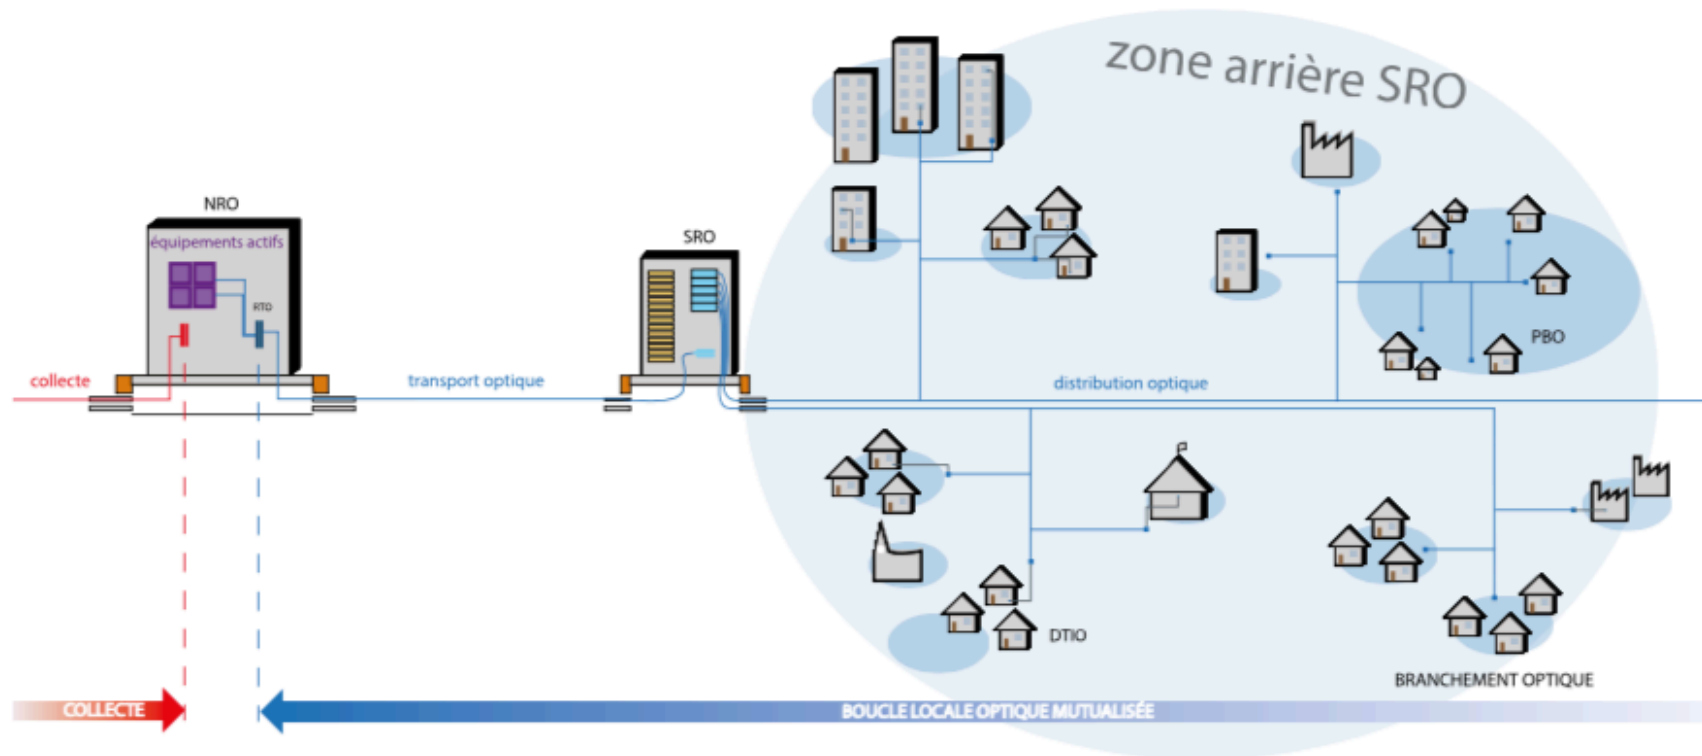 zone arrière SRO
NRO
équipements actifs
RTO
SRO
PBO
collecte
transport optique
distribution optique
DTIO
BRANCHEMENT OPTIQUE
COLLECTE
BOUCLE LOCALE OPTIQUE MUTUALISÉE